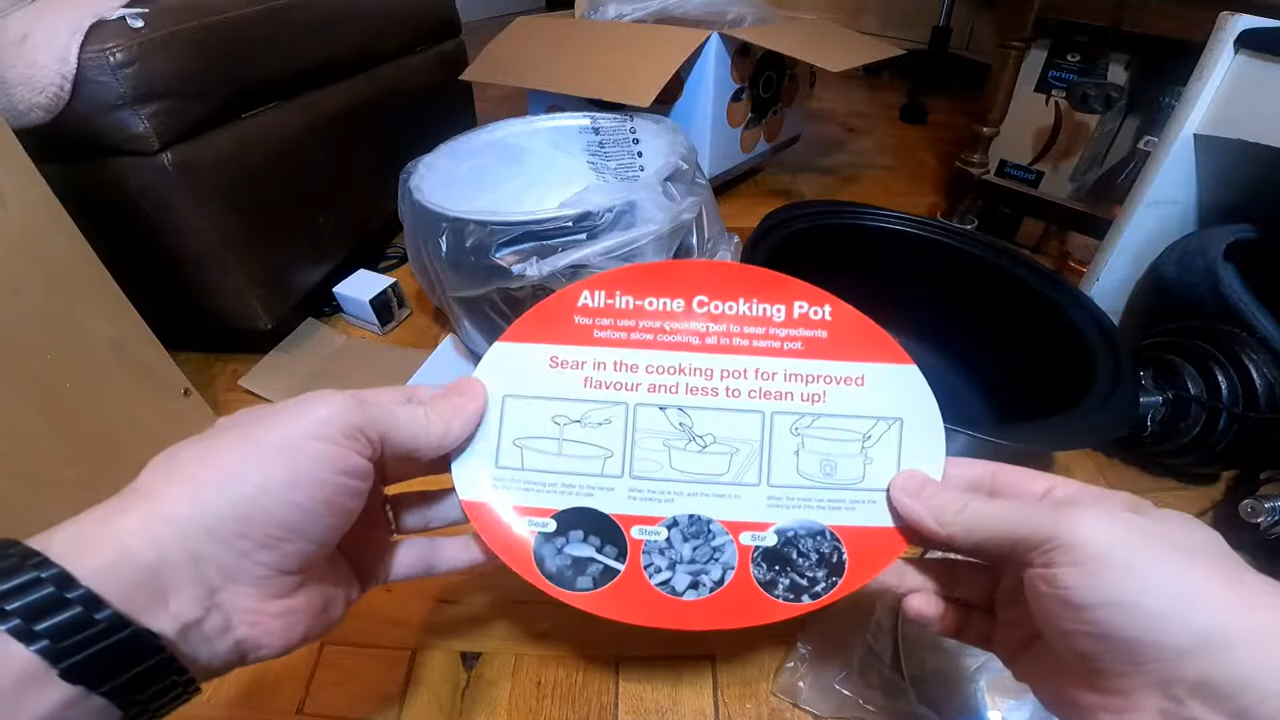 prim
prime
All-in-one Cooking Pot
You can use your cooking pot to sear ingredients
before slow cooking, all in the same pot.
Sear in the cooking pot for improved
flavour and less to clean up!
When the oil is hot, add the meat in to
the cooking pot.
When the meat has seared, place the
cooking pot into the base unit.
Sear
Stew
Stir